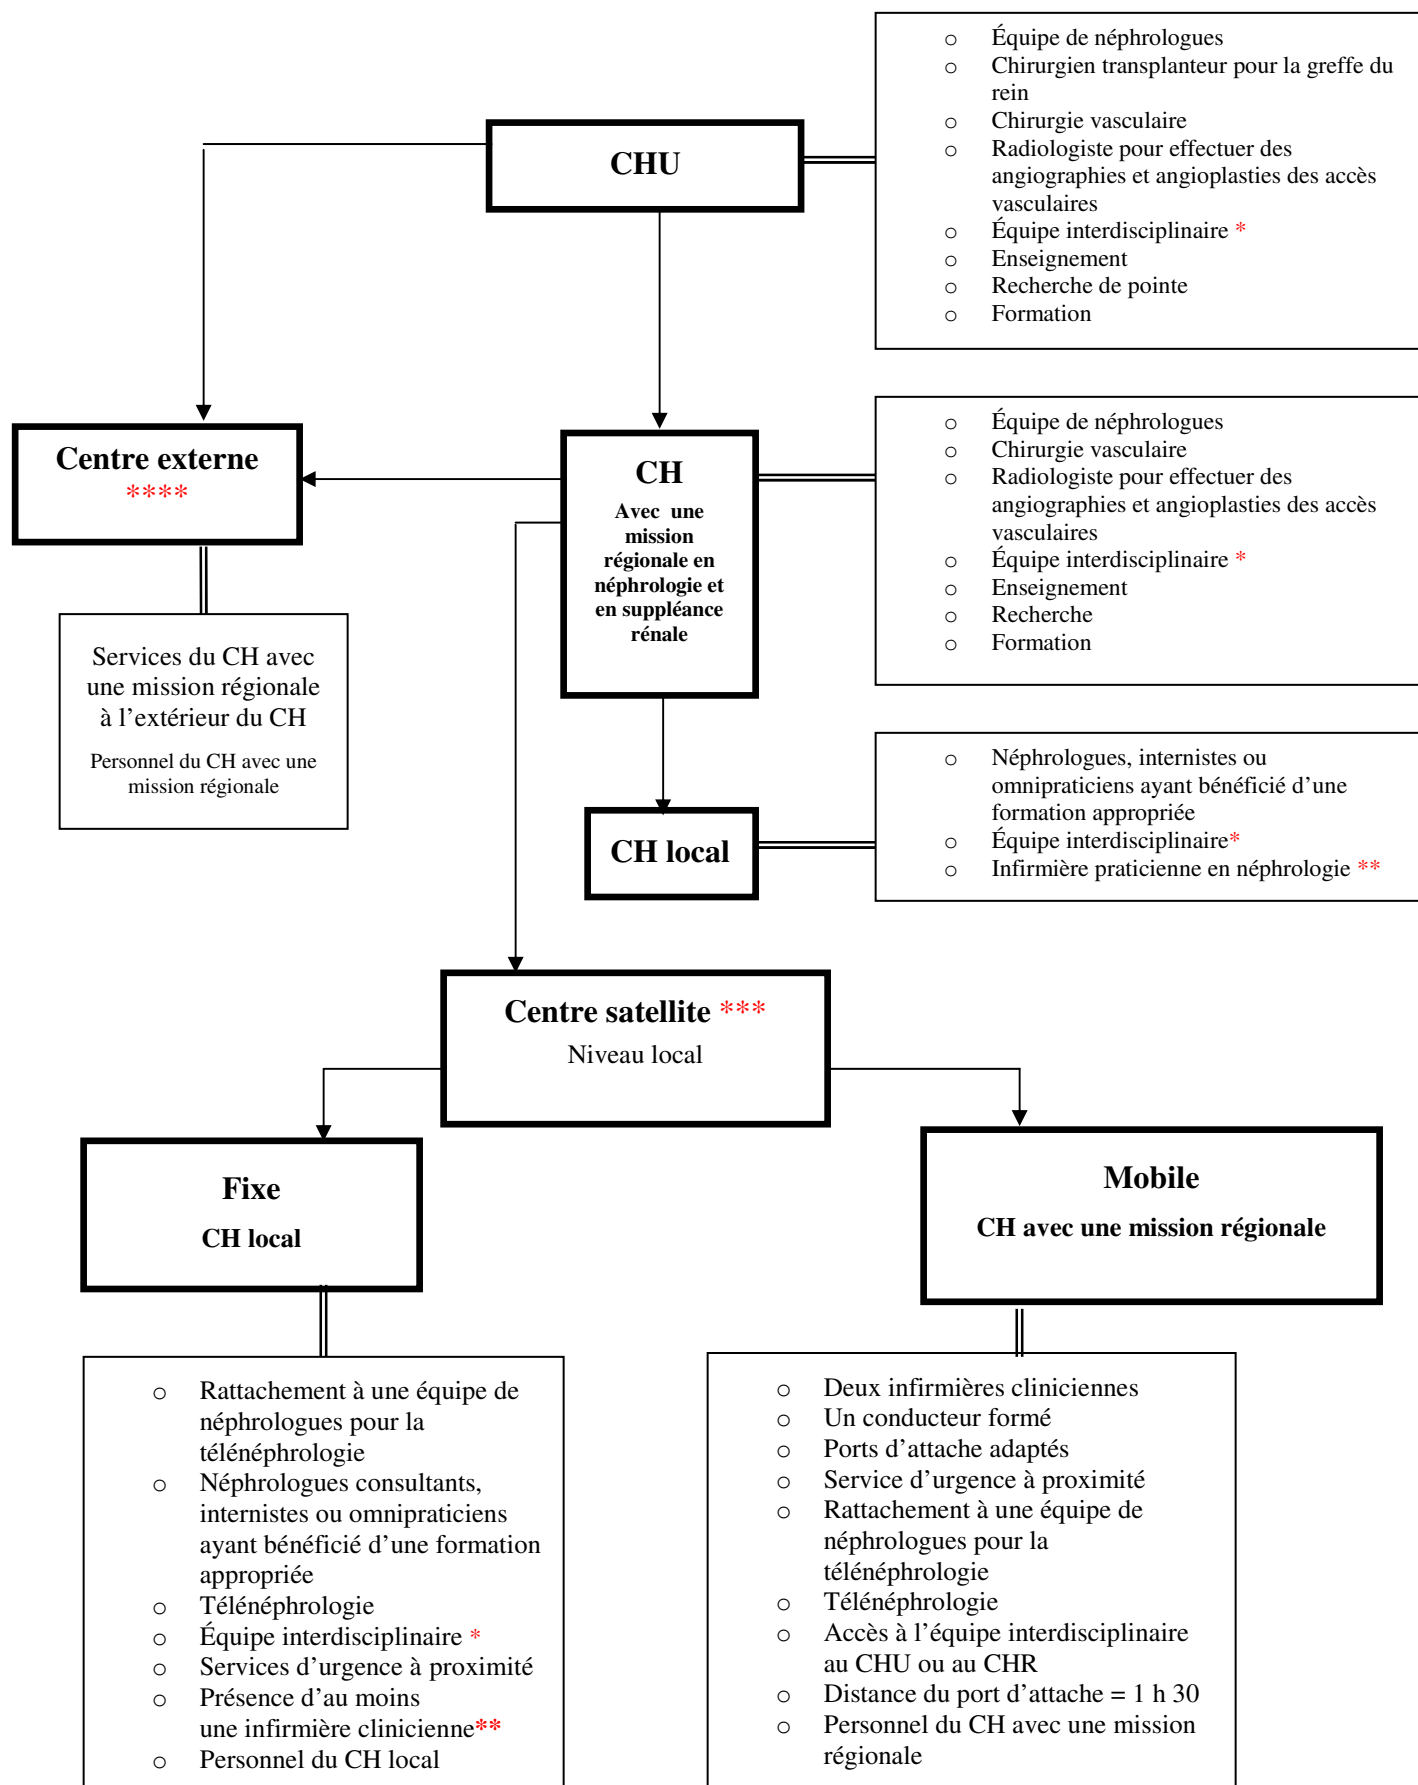 CHU
○ Équipe de néphrologues
○ Chirurgien transplanteur pour la greffe du
rein
○ Chirurgie vasculaire
○ Radiologiste pour effectuer des
angiographies et angioplasties des accès
vasculaires
○ Équipe interdisciplinaire *
○ Enseignement
○ Recherche de pointe
○ Formation
Centre externe
****
Services du CH avec
une mission régionale
à l’extérieur du CH
Personnel du CH avec une
mission régionale
CH
Avec une
mission
régionale en
néphrologie et
en suppléance
rénale
○ Équipe de néphrologues
○ Chirurgie vasculaire
○ Radiologiste pour effectuer des
angiographies et angioplasties des accès
vasculaires
○ Équipe interdisciplinaire *
○ Enseignement
○ Recherche
○ Formation
CH local
○ Néphrologues, internistes ou
omnipraticiens ayant bénéficié d’une
formation appropriée
○ Équipe interdisciplinaire*
○ Infirmière praticienne en néphrologie **
Centre satellite ***
Niveau local
Fixe
CH local
Mobile
CH avec une mission régionale
○ Rattachement à une équipe de
néphrologues pour la
télénéphrologie
○ Néphrologues consultants,
internistes ou omnipraticiens
ayant bénéficié d’une formation
appropriée
○ Télénéphrologie
○ Équipe interdisciplinaire *
○ Services d’urgence à proximité
○ Présence d’au moins
une infirmière clinicienne**
○ Personnel du CH local
○ Deux infirmières cliniciennes
○ Un conducteur formé
○ Ports d’attache adaptés
○ Service d’urgence à proximité
○ Rattachement à une équipe de
néphrologues pour la
télénéphrologie
○ Télénéphrologie
○ Accès à l’équipe interdisciplinaire
au CHU ou au CHR
○ Distance du port d’attache = 1 h 30
○ Personnel du CH avec une mission
régionale